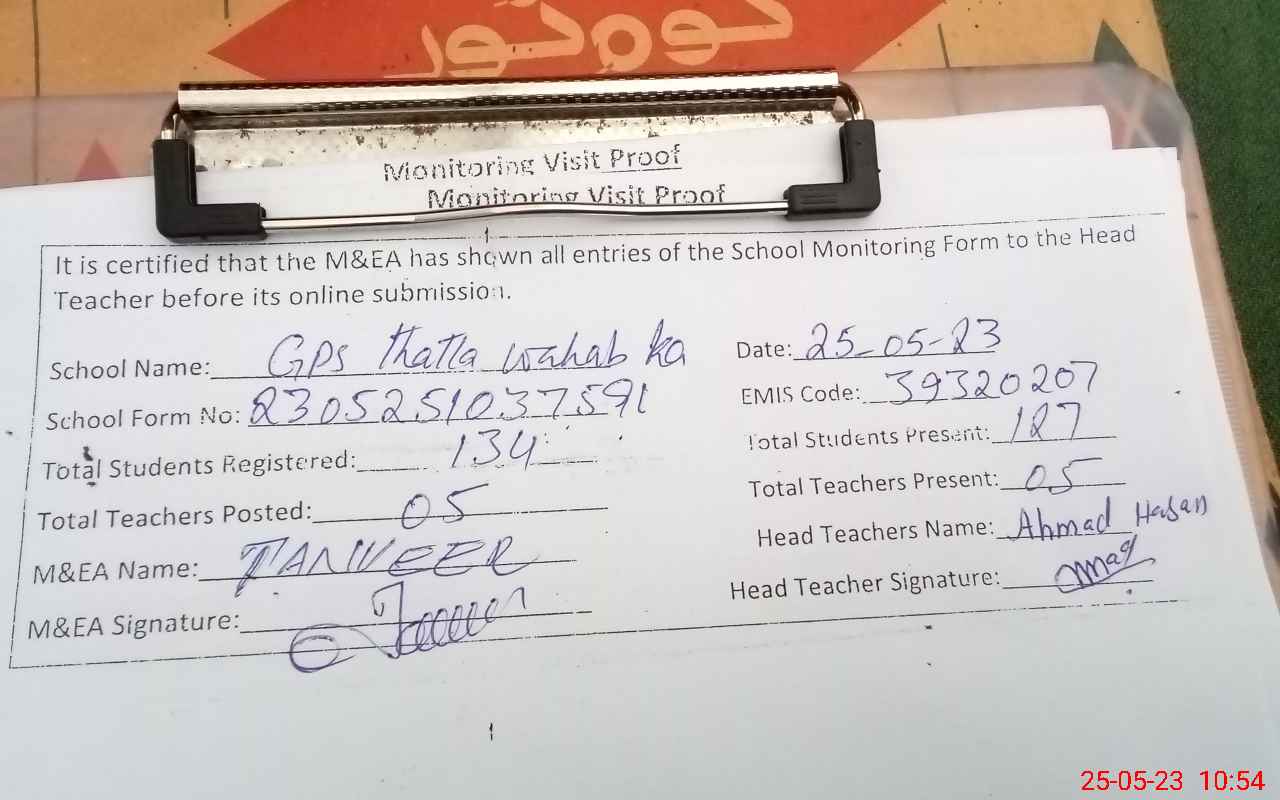 Monitoring Visit Proof
Monitoring Visit Proof
It is certified that the M&EA has shown all entries of the School Monitoring Form to the Head
Teacher before its online submission.
School Name: GPS thatta wahab ka Date: 25-05-23
School Form No: 2305251037591 EMIS Code: 39320207
Total Students Registered: 134 Total Students Present: 127
Total Teachers Posted: 05 Total Teachers Present: 05
M&EA Name: TANVEER Head Teachers Name: Ahmad Hasan
M&EA Signature: Head Teacher Signature:
25-05-23 10:54